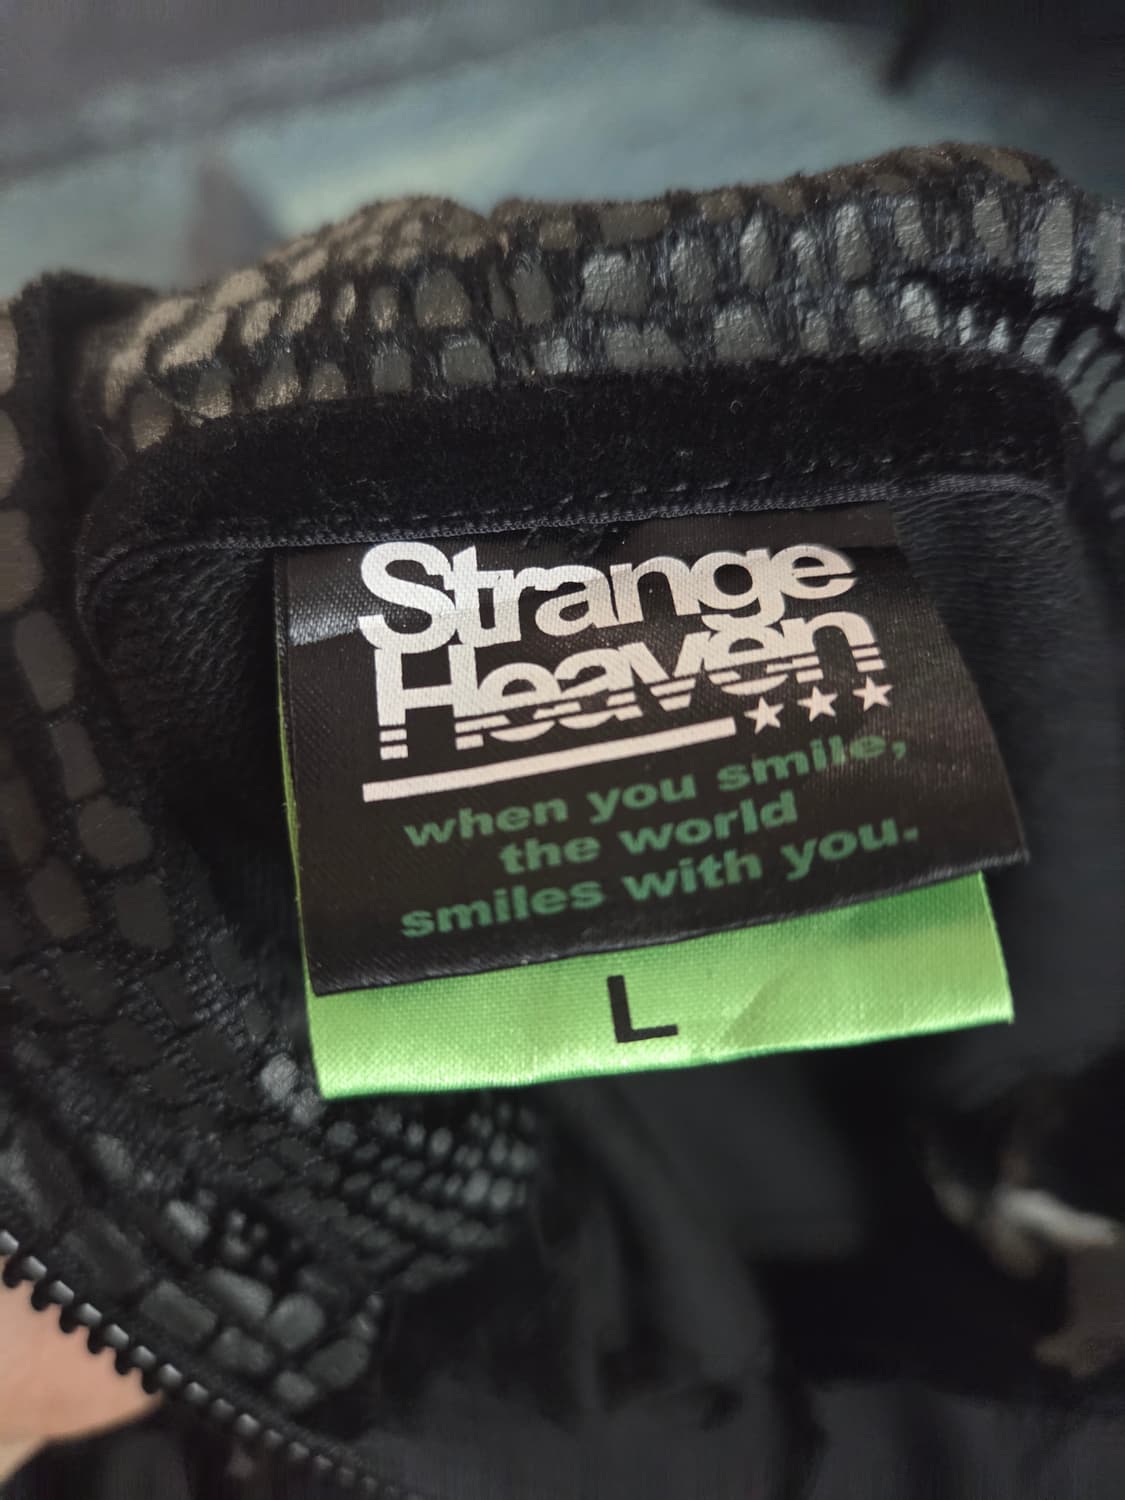 Strange
Heaven
when you smile,
the world
smiles with you.
L